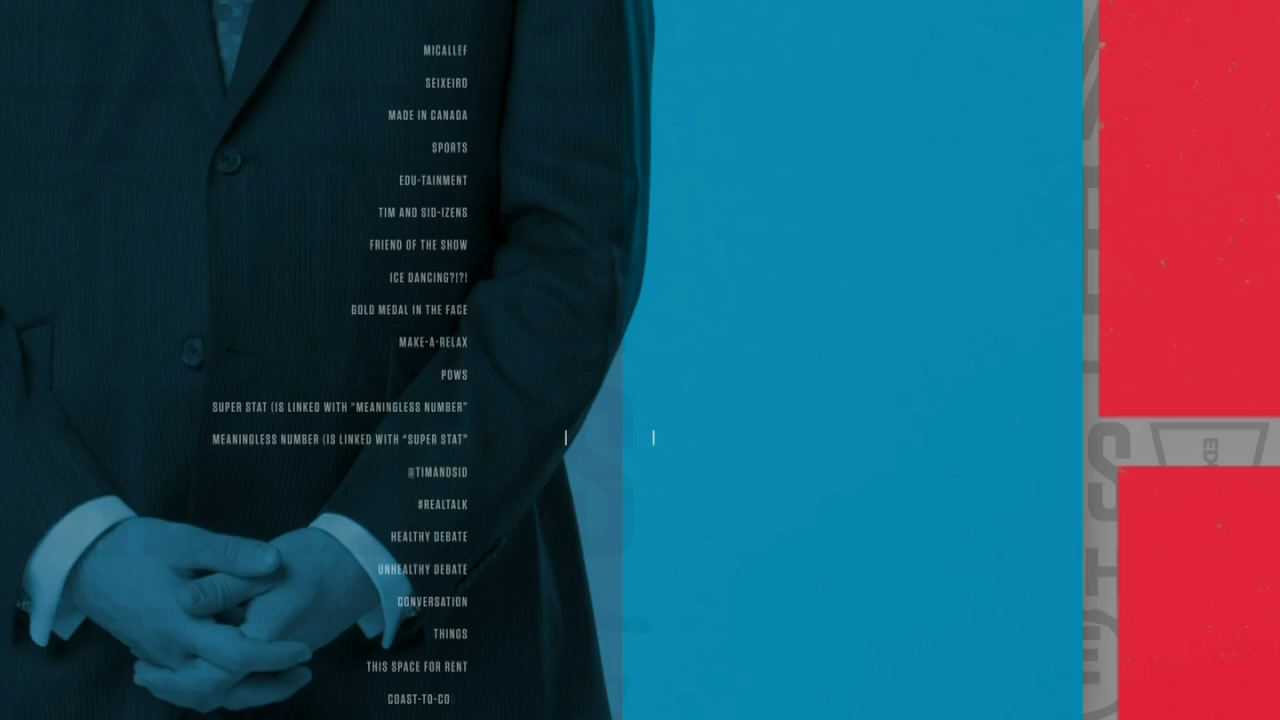 MICALLEF
SEIXEIRO
MADE IN CANADA
SPORTS
EDU-TAINMENT
TIM AND SID-IZENS
FRIEND OF THE SHOW
ICE DANCING?!?!
GOLD MEDAL IN THE FACE
MAKE-A-RELAX
POWS
SUPER STAT (IS LINKED WITH "MEANINGLESS NUMBER"
MEANINGLESS NUMBER (IS LINKED WITH "SUPER STAT"
@TIMANDSID
#REALTALK
HEALTHY DEBATE
UNHEALTHY DEBATE
CONVERSATION
THINGS
THIS SPACE FOR RENT
COAST-TO-CO